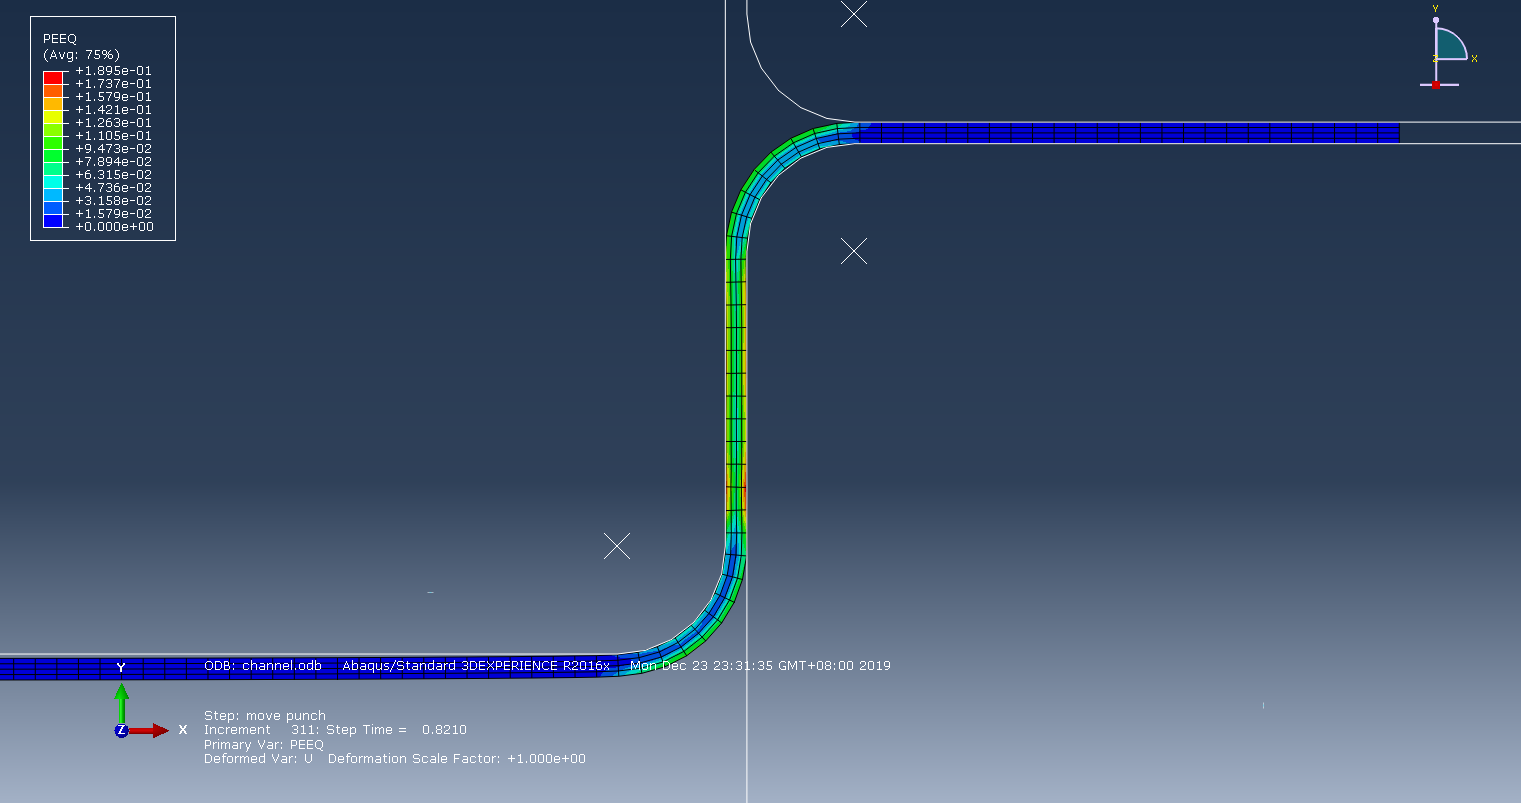 PEEQ
(Avg: 75%)
+1.895e-01
+1.737e-01
+1.579e-01
+1.421e-01
+1.263e-01
+1.105e-01
+9.473e-02
+7.894e-02
+6.315e-02
+4.736e-02
+3.158e-02
+1.579e-02
+0.000e+00
Y
X
Z
Y
X
Z
ODB: channel.odb Abaqus/Standard 3DEXPERIENCE R2016x Mon Dec 23 23:31:35 GMT+08:00 2019
Step: move punch
Increment 311: Step Time = 0.8210
Primary Var: PEEQ
Deformed Var: U Deformation Scale Factor: +1.000e+00